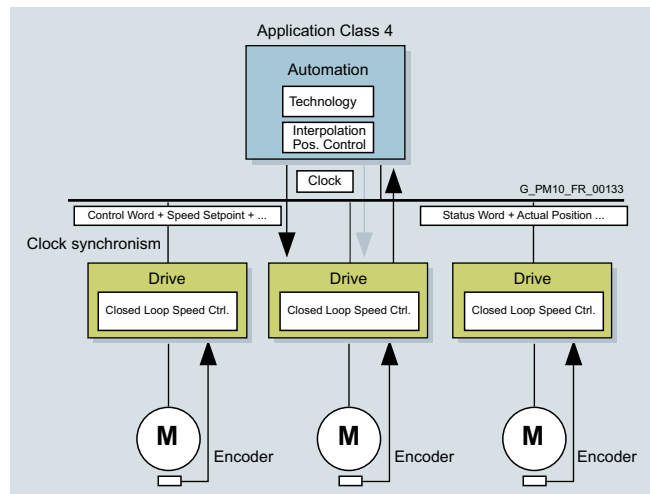 Application Class 4
Automation
Technology
Interpolation
Pos. Control
Clock
G_PM10_FR_00133
Control Word + Speed Setpoint + ...
Status Word + Actual Position ...
Clock synchronism
Drive
Drive
Drive
Closed Loop Speed Ctrl.
Closed Loop Speed Ctrl.
Closed Loop Speed Ctrl.
M
M
M
Encoder
Encoder
Encoder